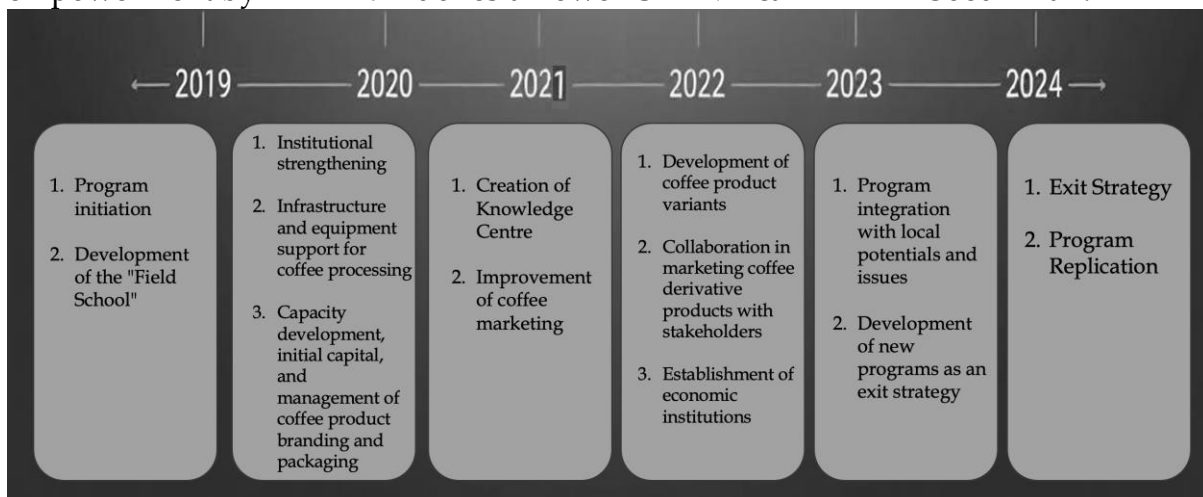 2019
2020
2021
2022
2023
2024
1. Program
initiation
2. Development
of the "Field
School"
1. Institutional
strengthening
2. Infrastructure
and equipment
support for
coffee processing
3. Capacity
development,
initial capital,
and
management of
coffee product
branding and
packaging
1. Creation of
Knowledge
Centre
2. Improvement
of coffee
marketing
1. Development of
coffee product
variants
2. Collaboration in
marketing coffee
derivative
products with
stakeholders
3. Establishment of
economic
institutions
1. Program
integration
with local
potentials and
issues
2. Development
of new
programs as an
exit strategy
1. Exit Strategy
2. Program
Replication